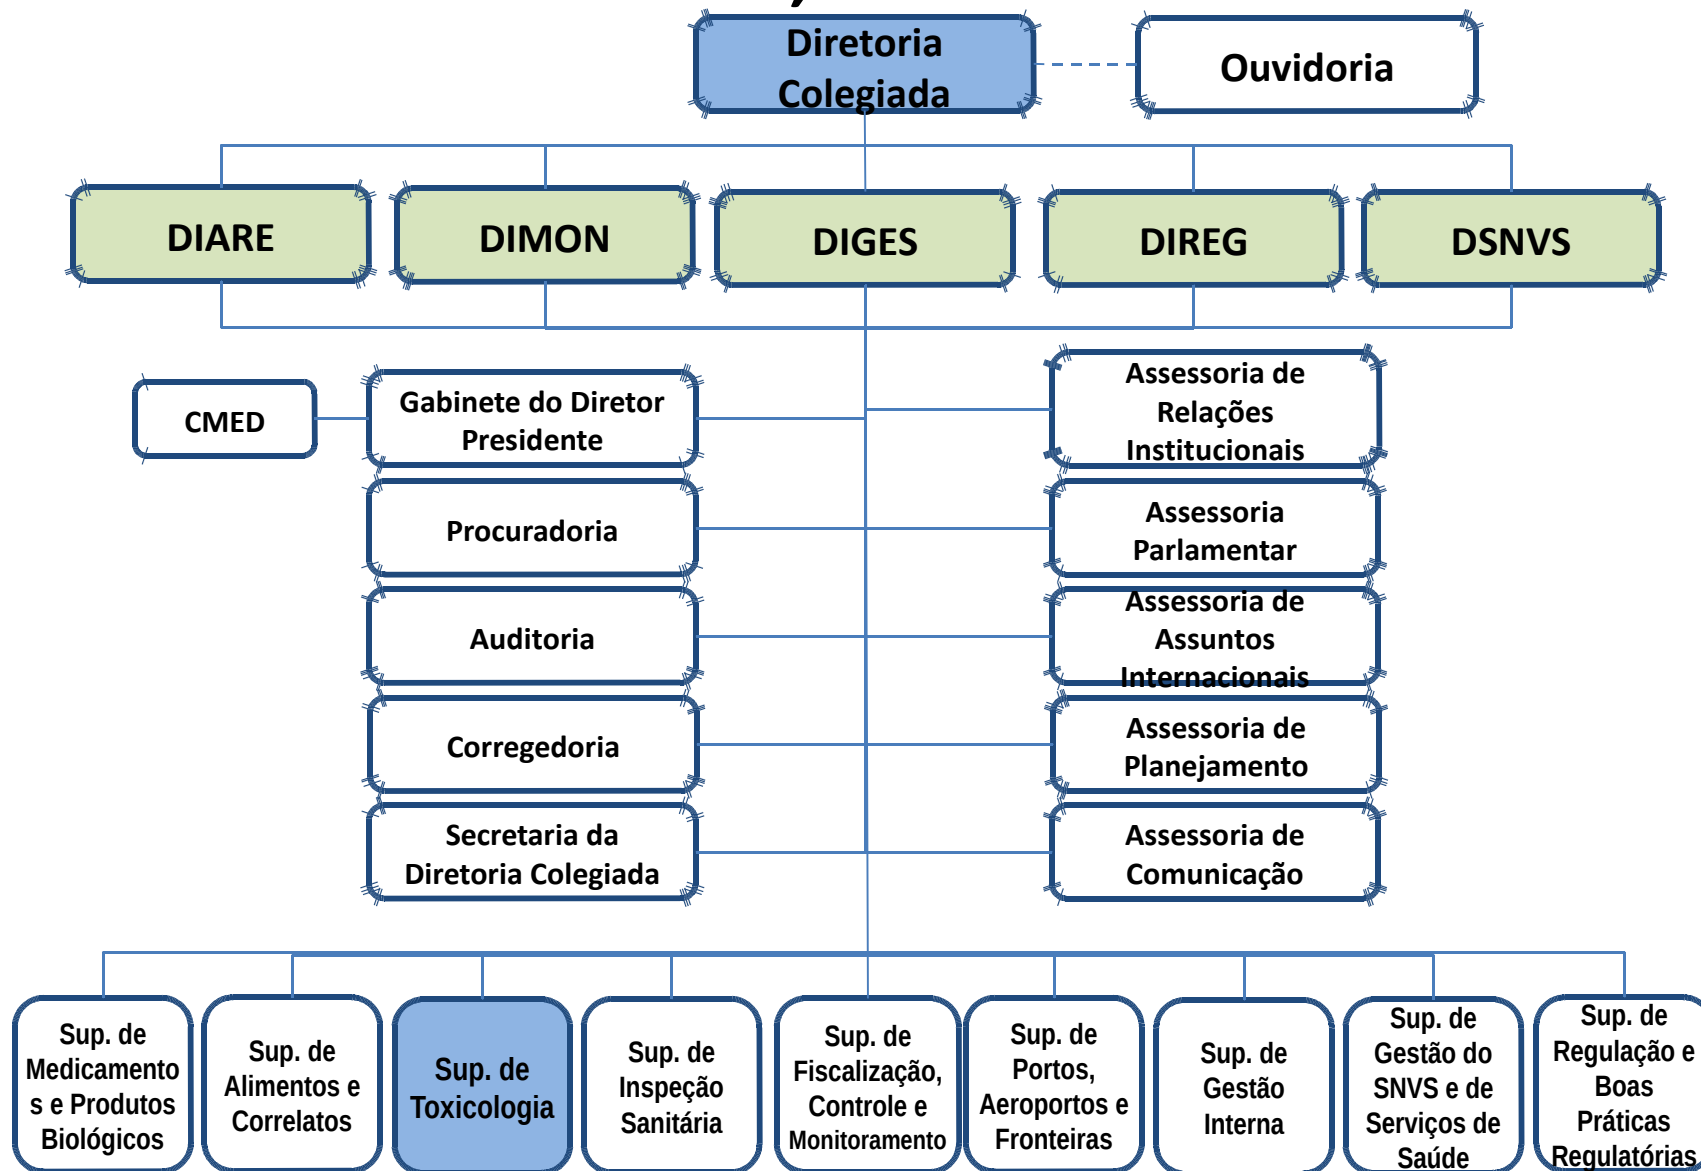 Diretoria
Colegiada
Ouvidoria
DIARE
DIMON
DIGES
DIREG
DSNVS
CMED
Gabinete do Diretor
Presidente
Assessoria de
Relações
Institucionais
Procuradoria
Assessoria
Parlamentar
Auditoria
Assessoria de
Assuntos
Internacionais
Corregedoria
Assessoria de
Planejamento
Secretaria da
Diretoria Colegiada
Assessoria de
Comunicação
Sup. de
Medicamento
s e Produtos
Biológicos
Sup. de
Alimentos e
Correlatos
Sup. de
Toxicologia
Sup. de
Inspeção
Sanitária
Sup. de
Fiscalização,
Controle e
Monitoramento
Sup. de
Portos,
Aeroportos e
Fronteiras
Sup. de
Gestão
Interna
Sup. de
Gestão do
SNVS e de
Serviços de
Saúde
Sup. de
Regulação e
Boas
Práticas
Regulatórias